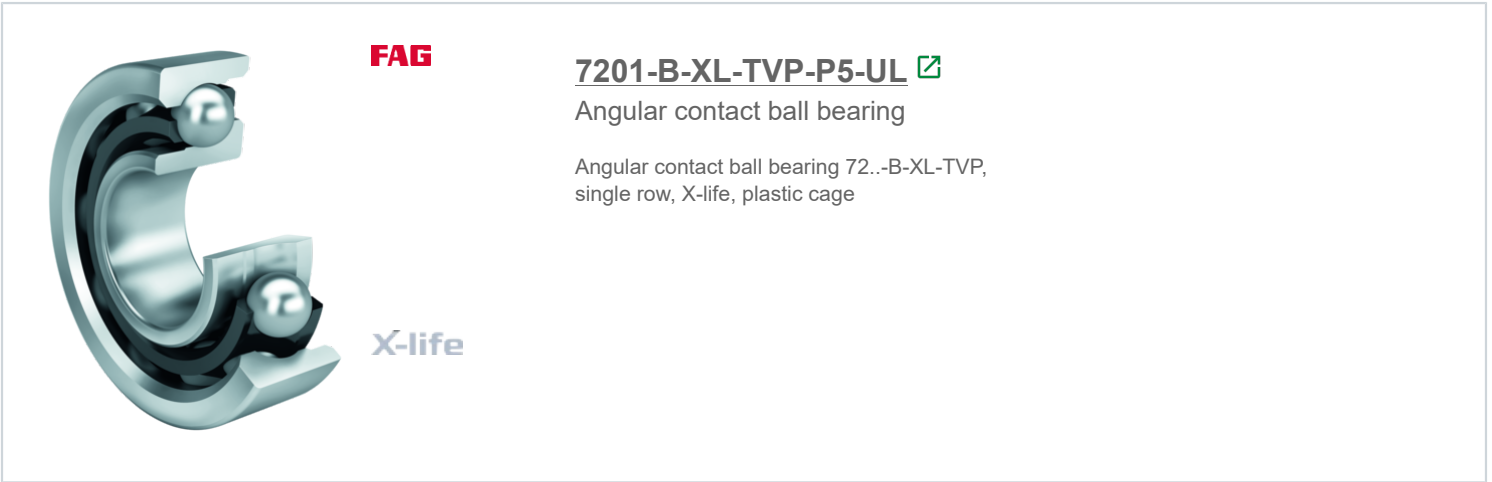 FAG
7201-B-XL-TVP-P5-UL
Angular contact ball bearing
Angular contact ball bearing 72..-B-XL-TVP,
single row, X-life, plastic cage
X-life